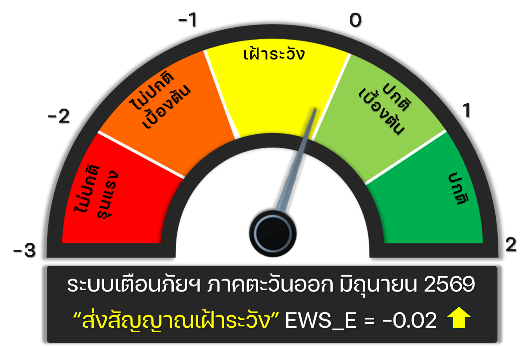 -3
-2
-1
0
1
2
ไม่ปกติ
รุนแรง
ไม่ปกติ
เบื้องต้น
เฝ้าระวัง
ปกติ
เบื้องต้น
ปกติ
ระบบเตือนภัยฯ ภาคตะวันออก มิถุนายน 2569
“ส่งสัญญาณเฝ้าระวัง” EWS_E = -0.02